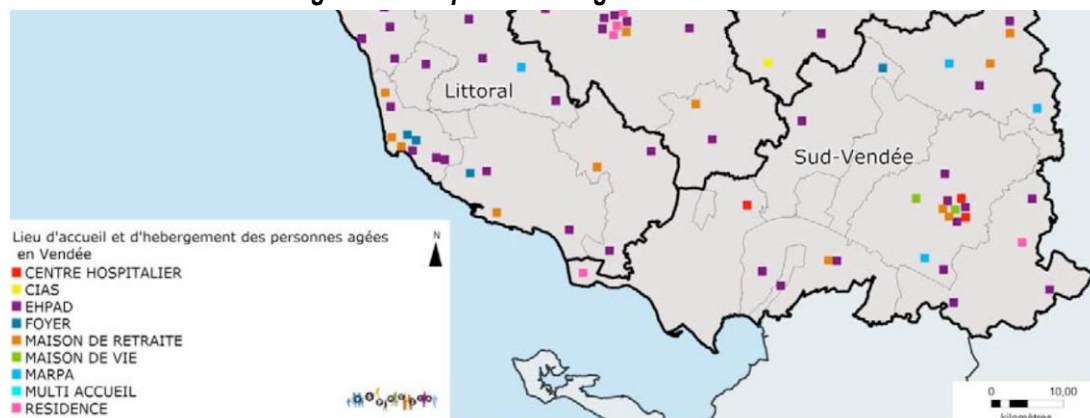 Littoral
Sud-Vendée
Lieu d'accueil et d'hebergement des personnes agées
en Vendée
N
CENTRE HOSPITALIER
CIAS
EHPAD
FOYER
MAISON DE RETRAITE
MAISON DE VIE
MARPA
MULTI ACCUEIL
RESIDENCE
0 10,00
kilomètres